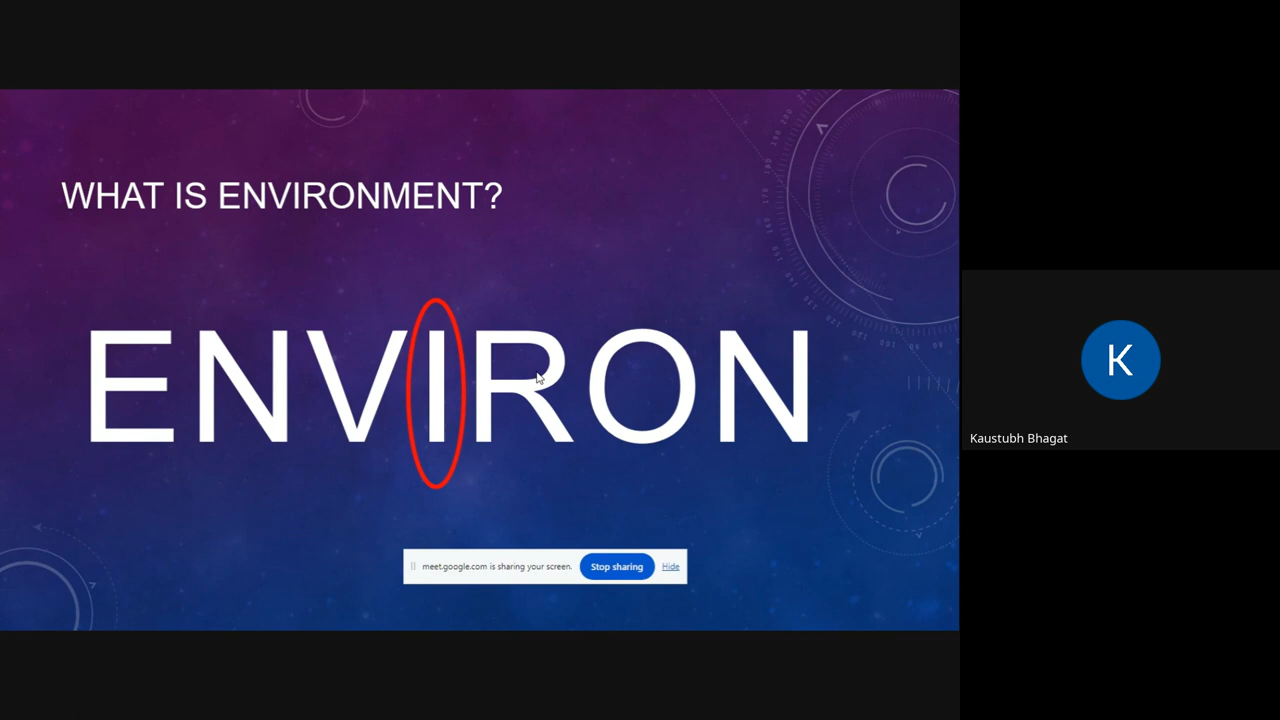 WHAT IS ENVIRONMENT?
ENVIRON
meet.google.com is sharing your screen. Stop sharing Hide
K
Kaustubh Bhagat